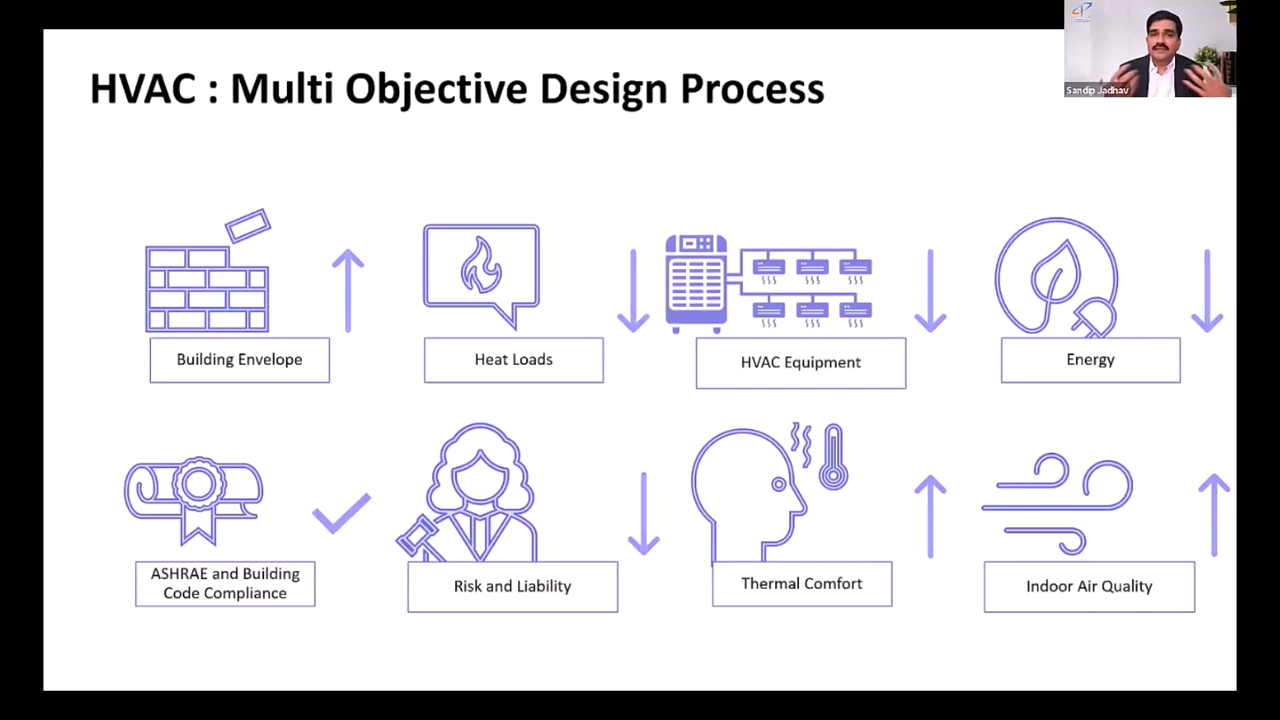 HVAC : Multi Objective Design Process
Sandip Jadhav
Building Envelope
Heat Loads
HVAC Equipment
Energy
ASHRAE and Building
Code Compliance
Risk and Liability
Thermal Comfort
Indoor Air Quality